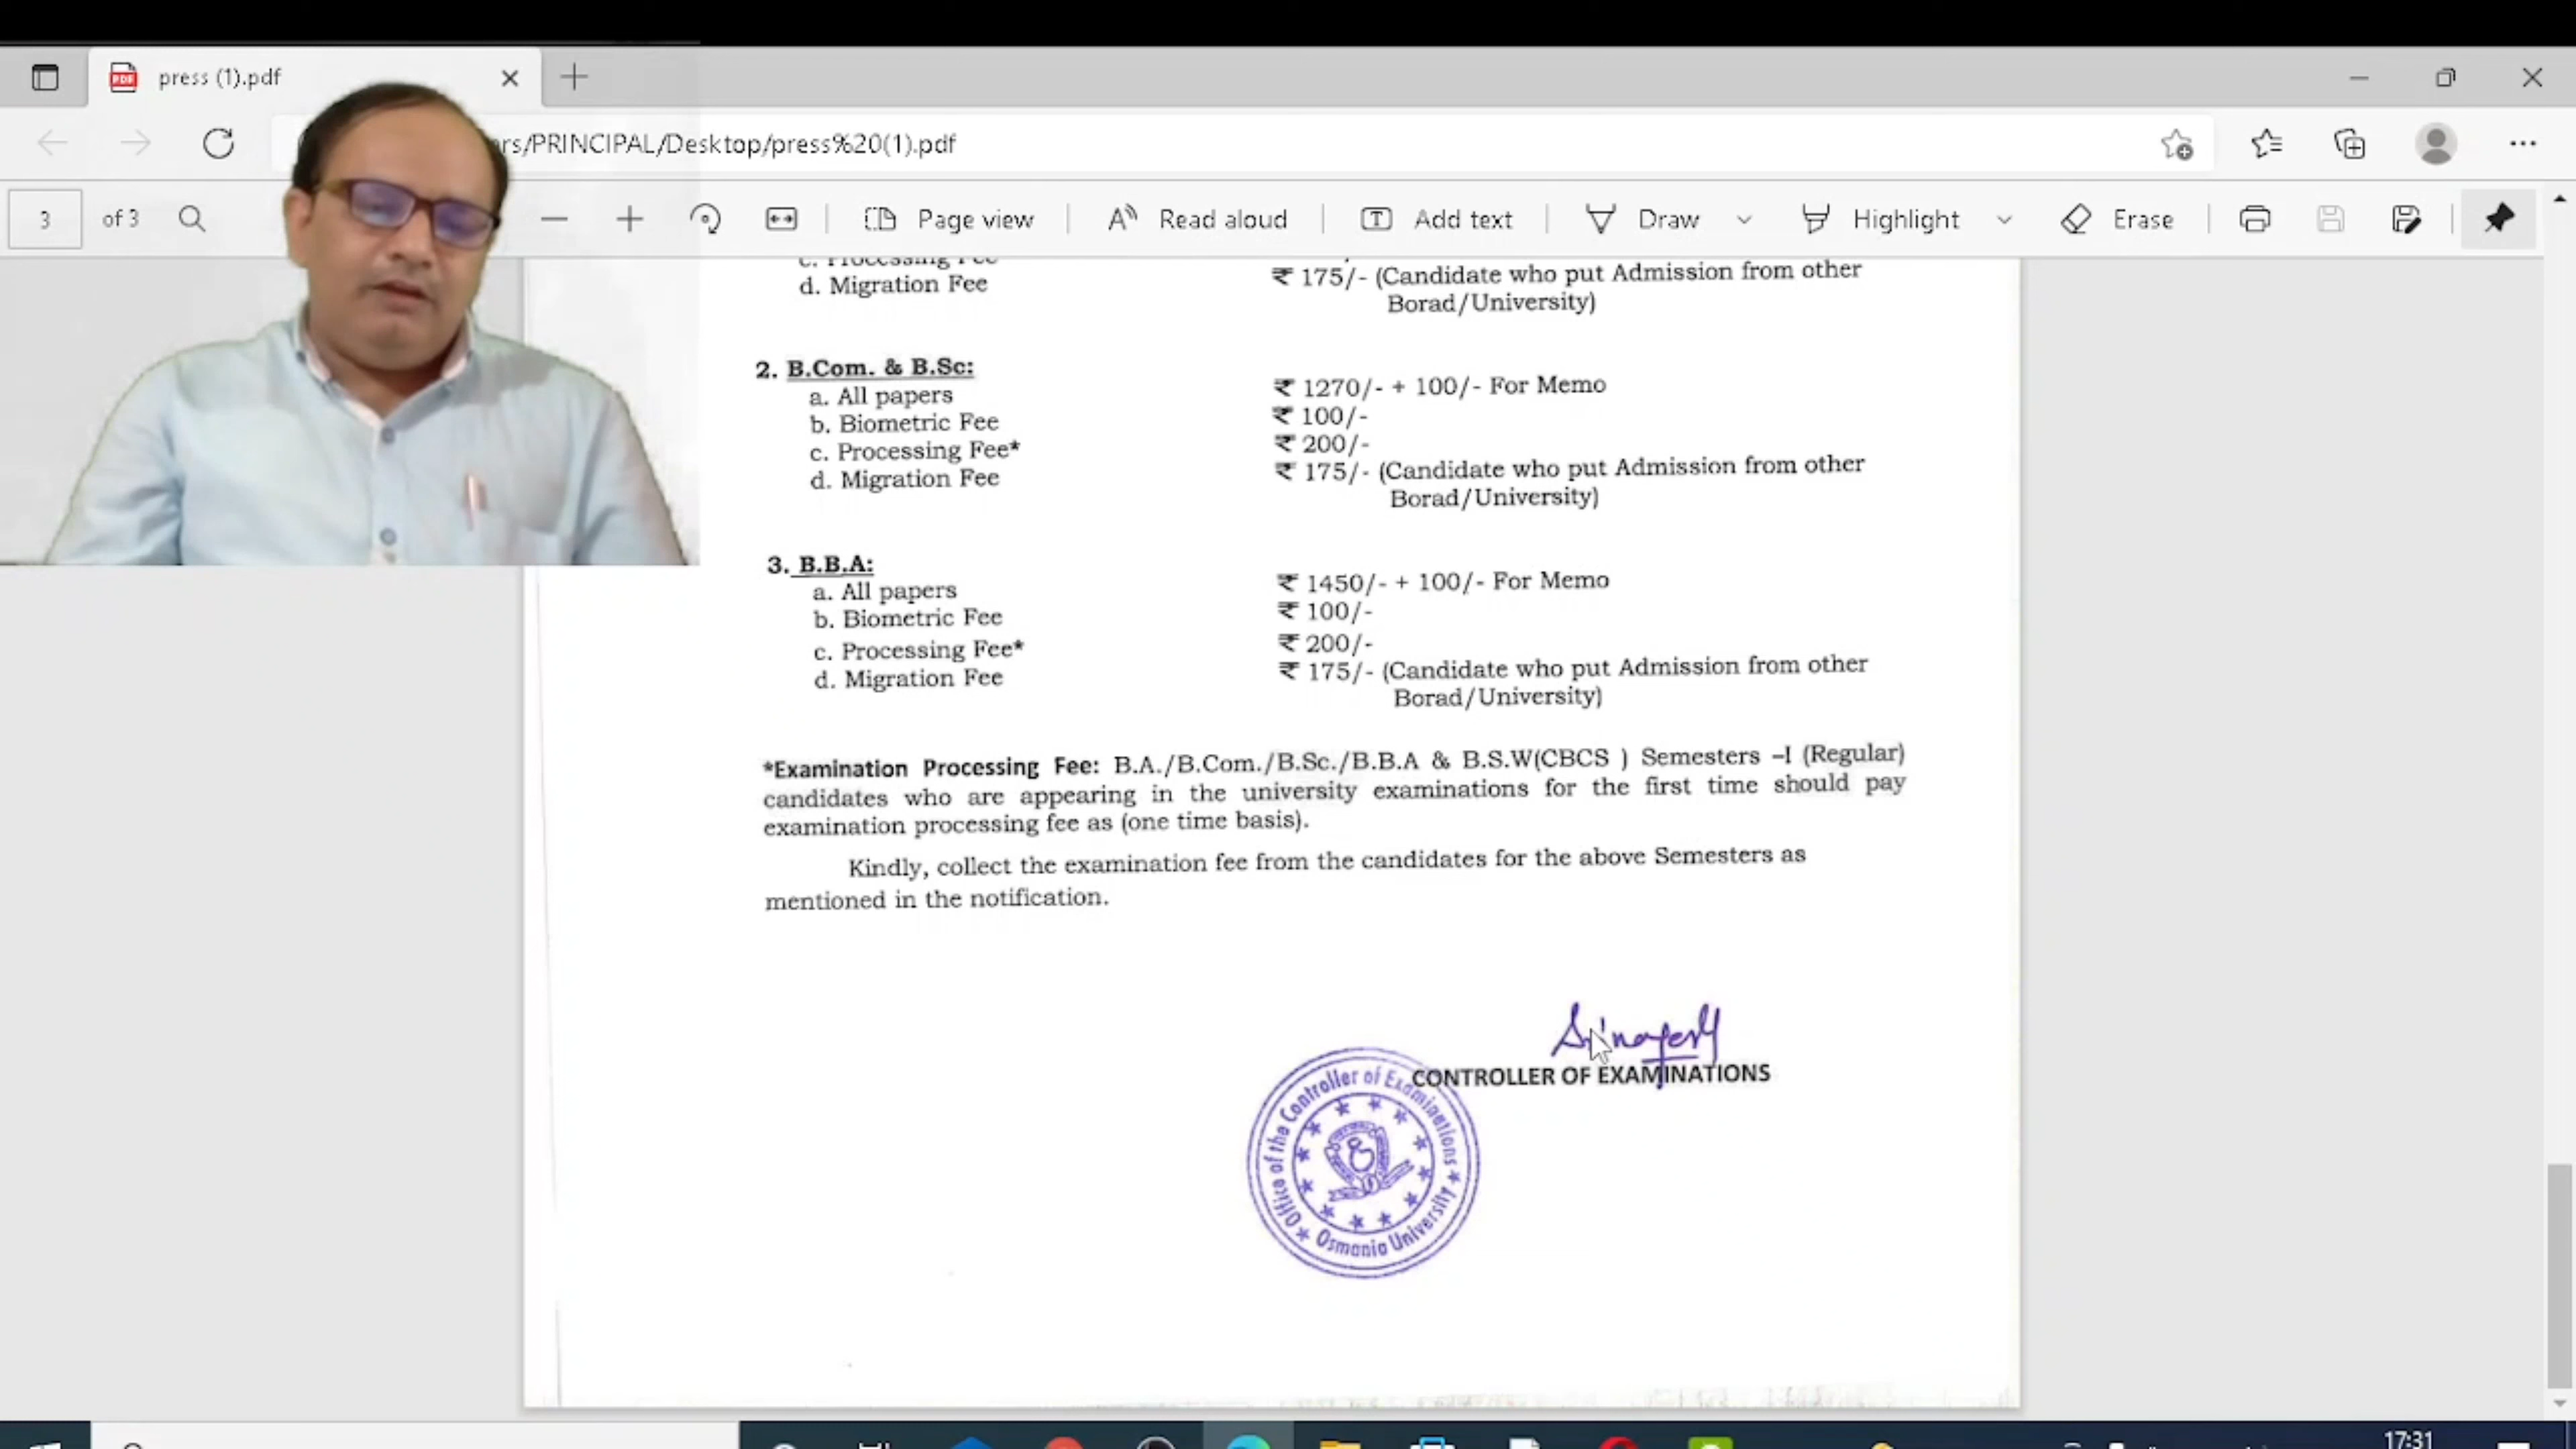 press (1).pdf
rs/PRINCIPAL/Desktop/press%20(1).pdf
3 of 3 Page view Read aloud Add text Draw Highlight Erase
c. Processing Fee
d. Migration Fee ₹ 175/- (Candidate who put Admission from other
Borad/University)
2. B.Com. & B.Sc:
a. All papers ₹ 1270/- + 100/- For Memo
b. Biometric Fee ₹ 100/-
c. Processing Fee* ₹ 200/-
d. Migration Fee ₹ 175/- (Candidate who put Admission from other
Borad/University)
3. B.B.A:
a. All papers ₹ 1450/- + 100/- For Memo
b. Biometric Fee ₹ 100/-
c. Processing Fee* ₹ 200/-
d. Migration Fee ₹ 175/- (Candidate who put Admission from other
Borad/University)
*Examination Processing Fee: B.A./B.Com./B.Sc./B.B.A & B.S.W(CBCS ) Semesters –I (Regular)
candidates who are appearing in the university examinations for the first time should pay
examination processing fee as (one time basis).
Kindly, collect the examination fee from the candidates for the above Semesters as
mentioned in the notification.
CONTROLLER OF EXAMINATIONS
Office of the Controller of Examinations
Osmania University
17:31